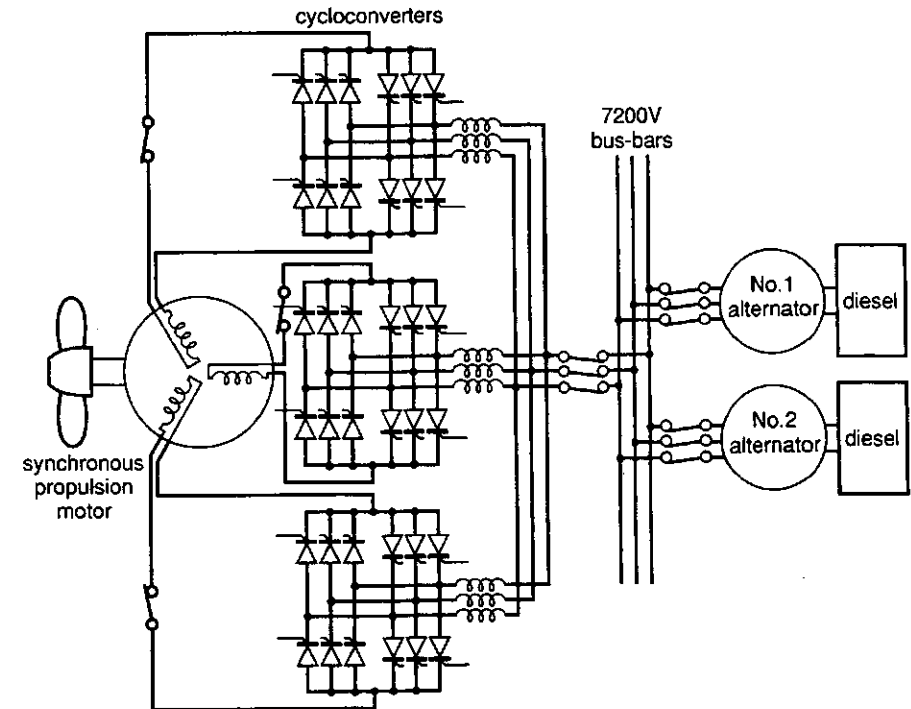 cycloconverters
7200V
bus-bars
No.1
alternator
diesel
No.2
alternator
diesel
synchronous
propulsion
motor